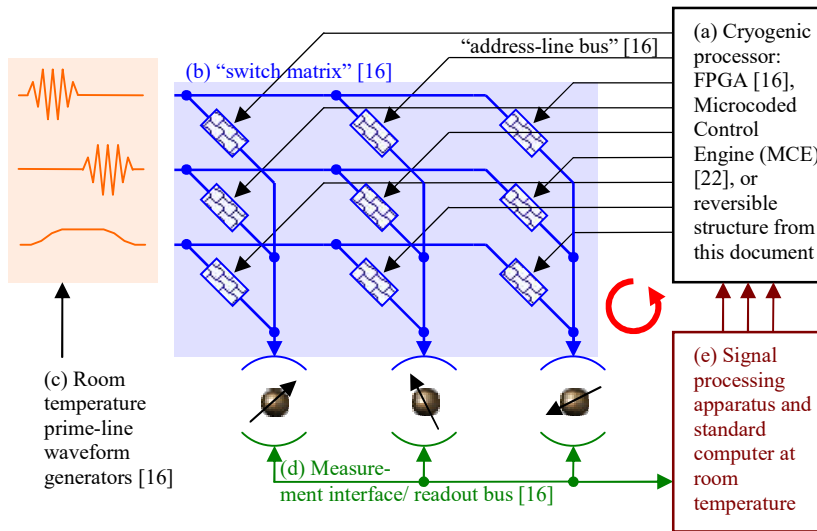 (a) Cryogenic
processor:
FPGA [16],
Microcoded
Control
Engine (MCE)
[22], or
reversible
structure from
this document
“address-line bus” [16]
(b) “switch matrix” [16]
(c) Room
temperature
prime-line
waveform
generators [16]
(d) Measure-
ment interface/ readout bus [16]
(e) Signal
processing
apparatus and
standard
computer at
room
temperature